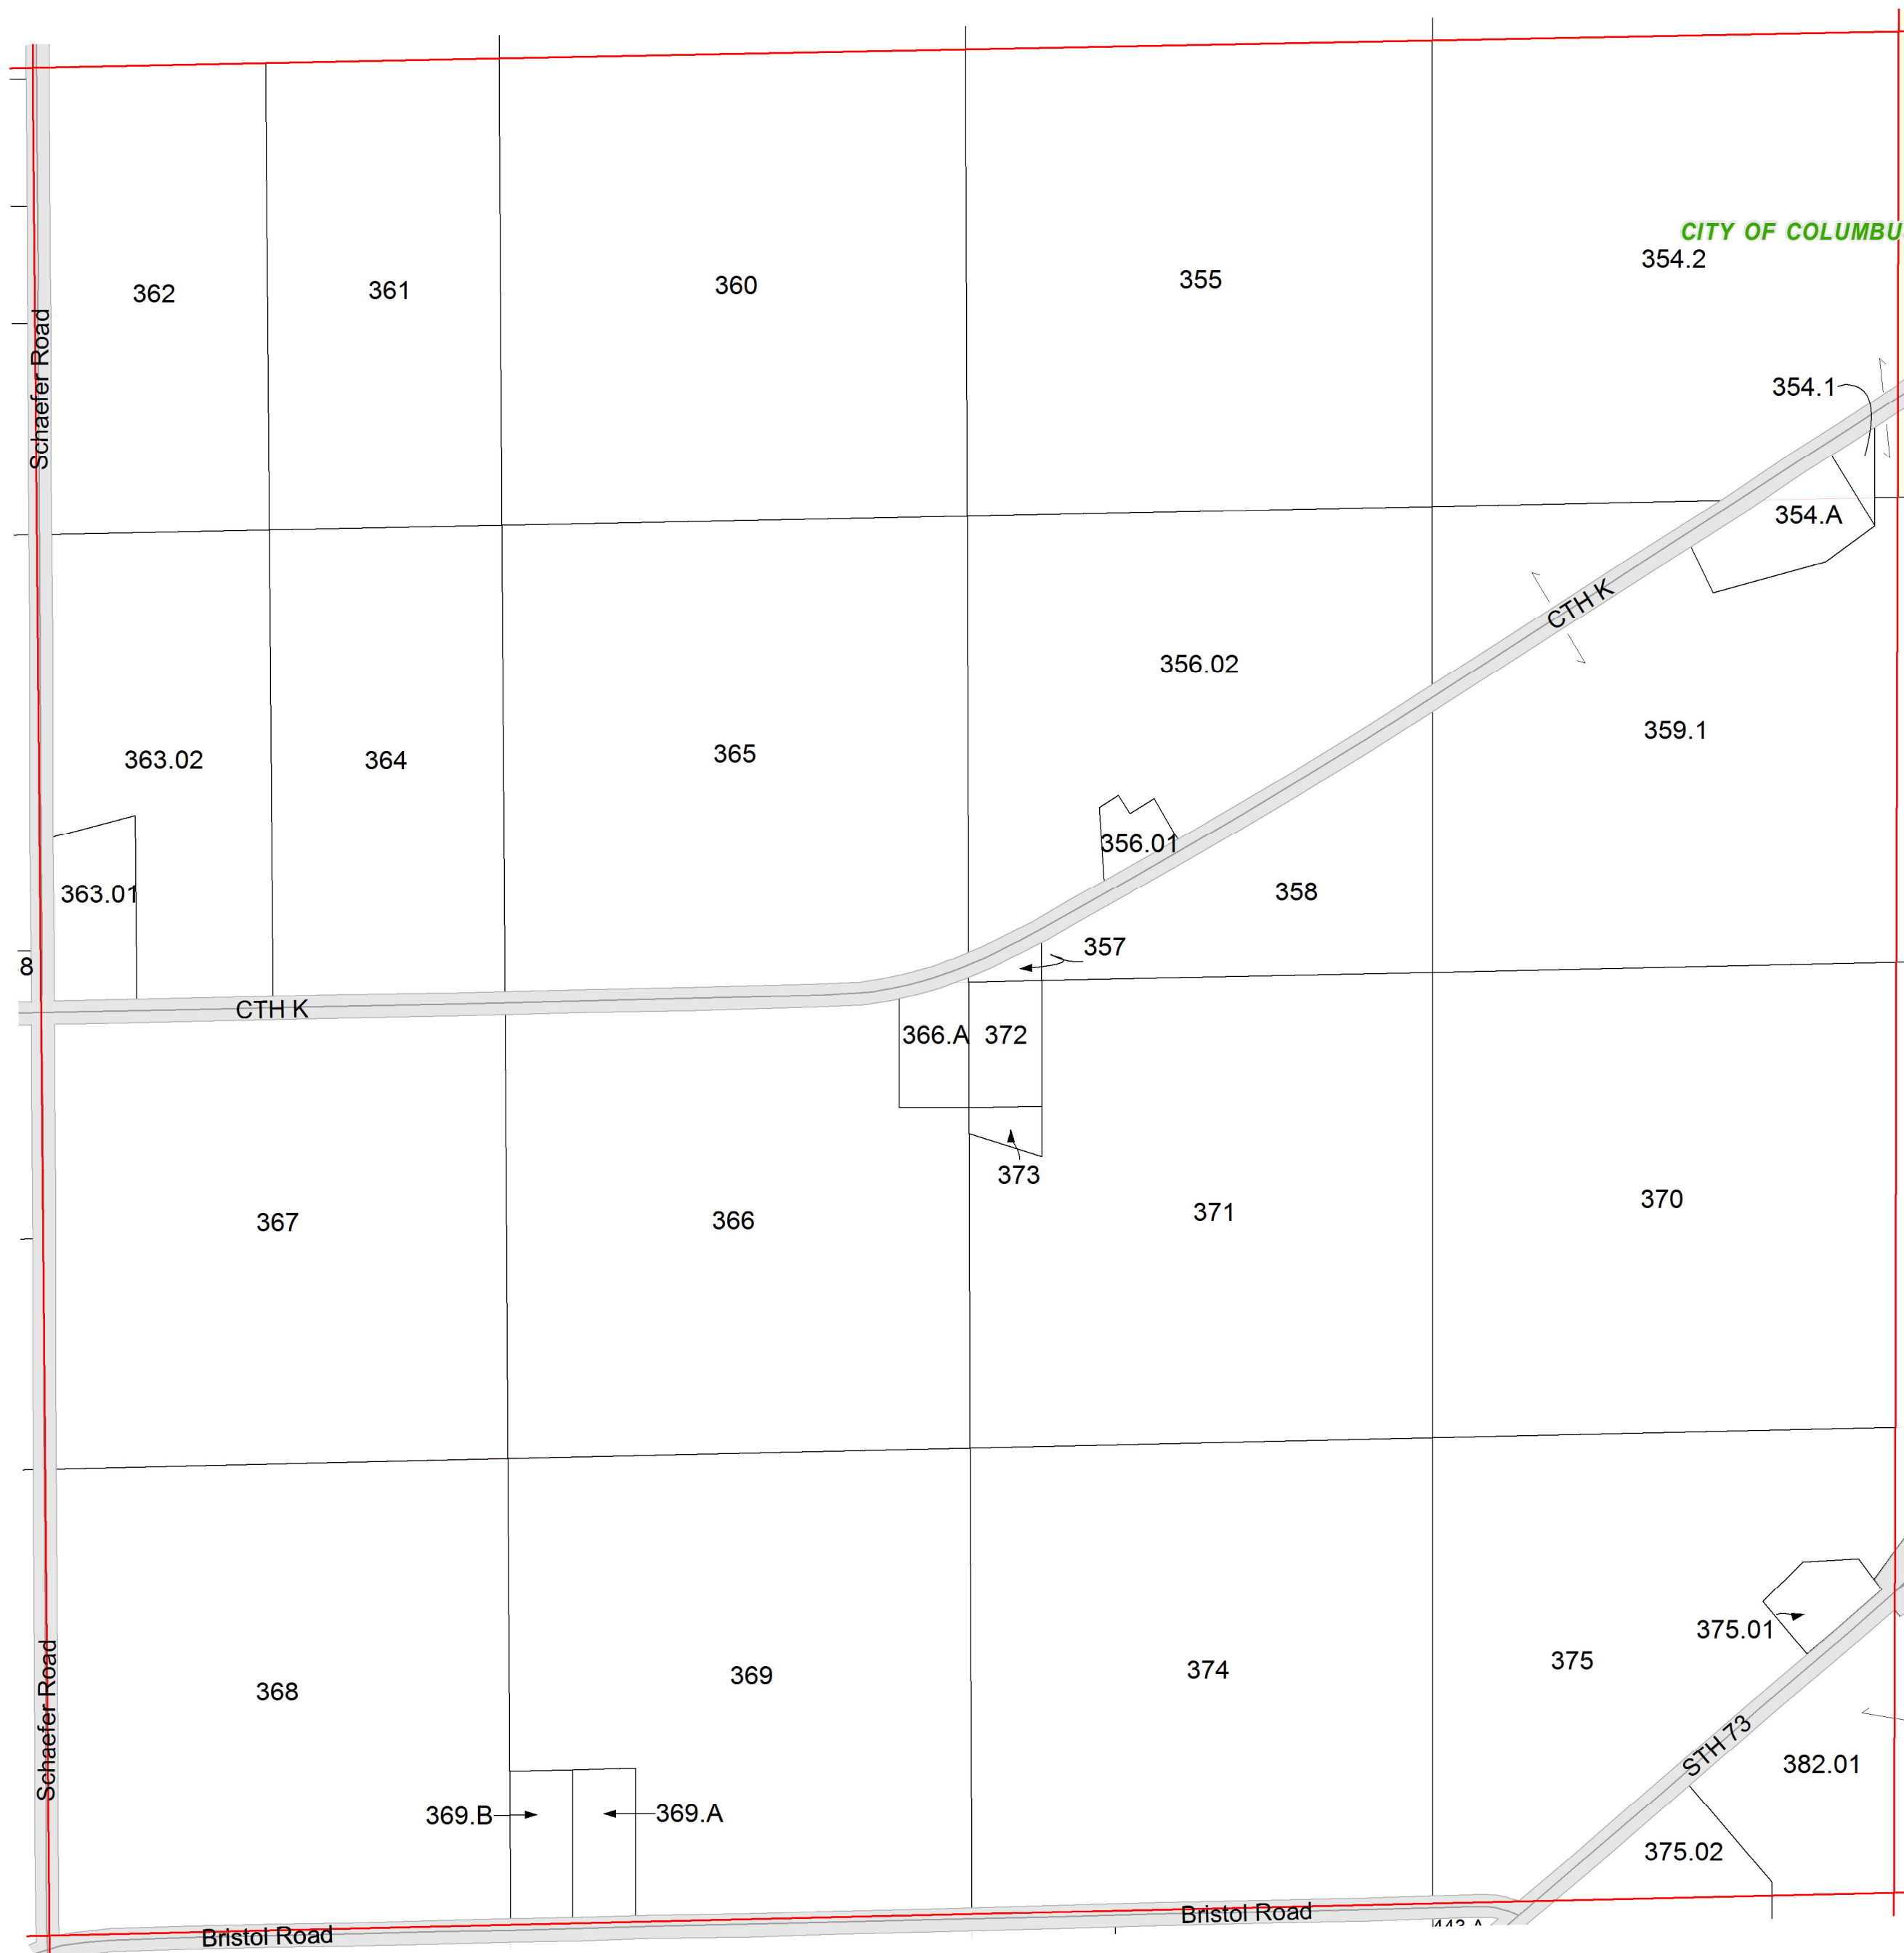 CITY OF COLUMBU
354.2
355
360
361
362
Schaefer Road
354.1
354.A
CTH K
356.02
359.1
365
363.02
364
356.01
358
363.01
357
8
CTH K
366.A
372
373
370
371
366
367
375.01
375
374
369
368
Schaefer Road
STH 73
382.01
369.B
369.A
375.02
Bristol Road
Bristol Road